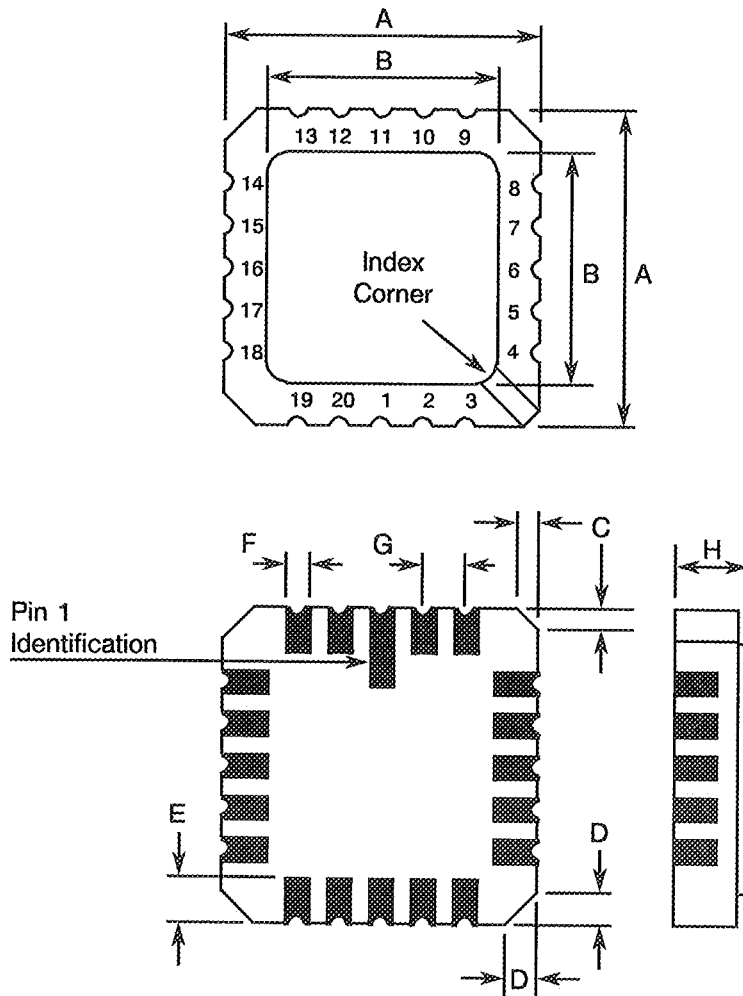 A
B
13 12 11 10 9
14 8
15 7
16 6
17 5
18 4
Index
Corner
B
A
19 20 1 2 3
C
F G H
Pin 1
Identification
E
D
D